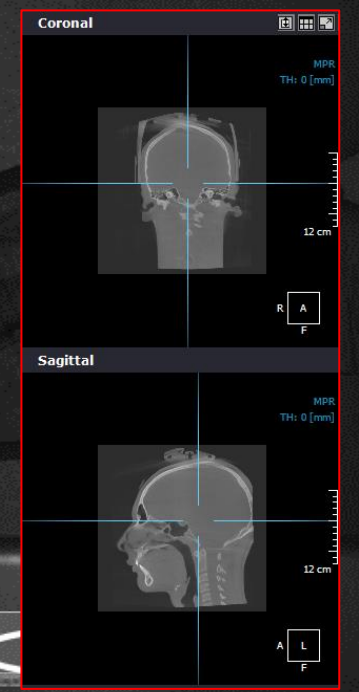 Coronal
MPR
TH: 0 [mm]
12 cm
R
A
F
Sagittal
MPR
TH: 0 [mm]
12 cm
A
L
F